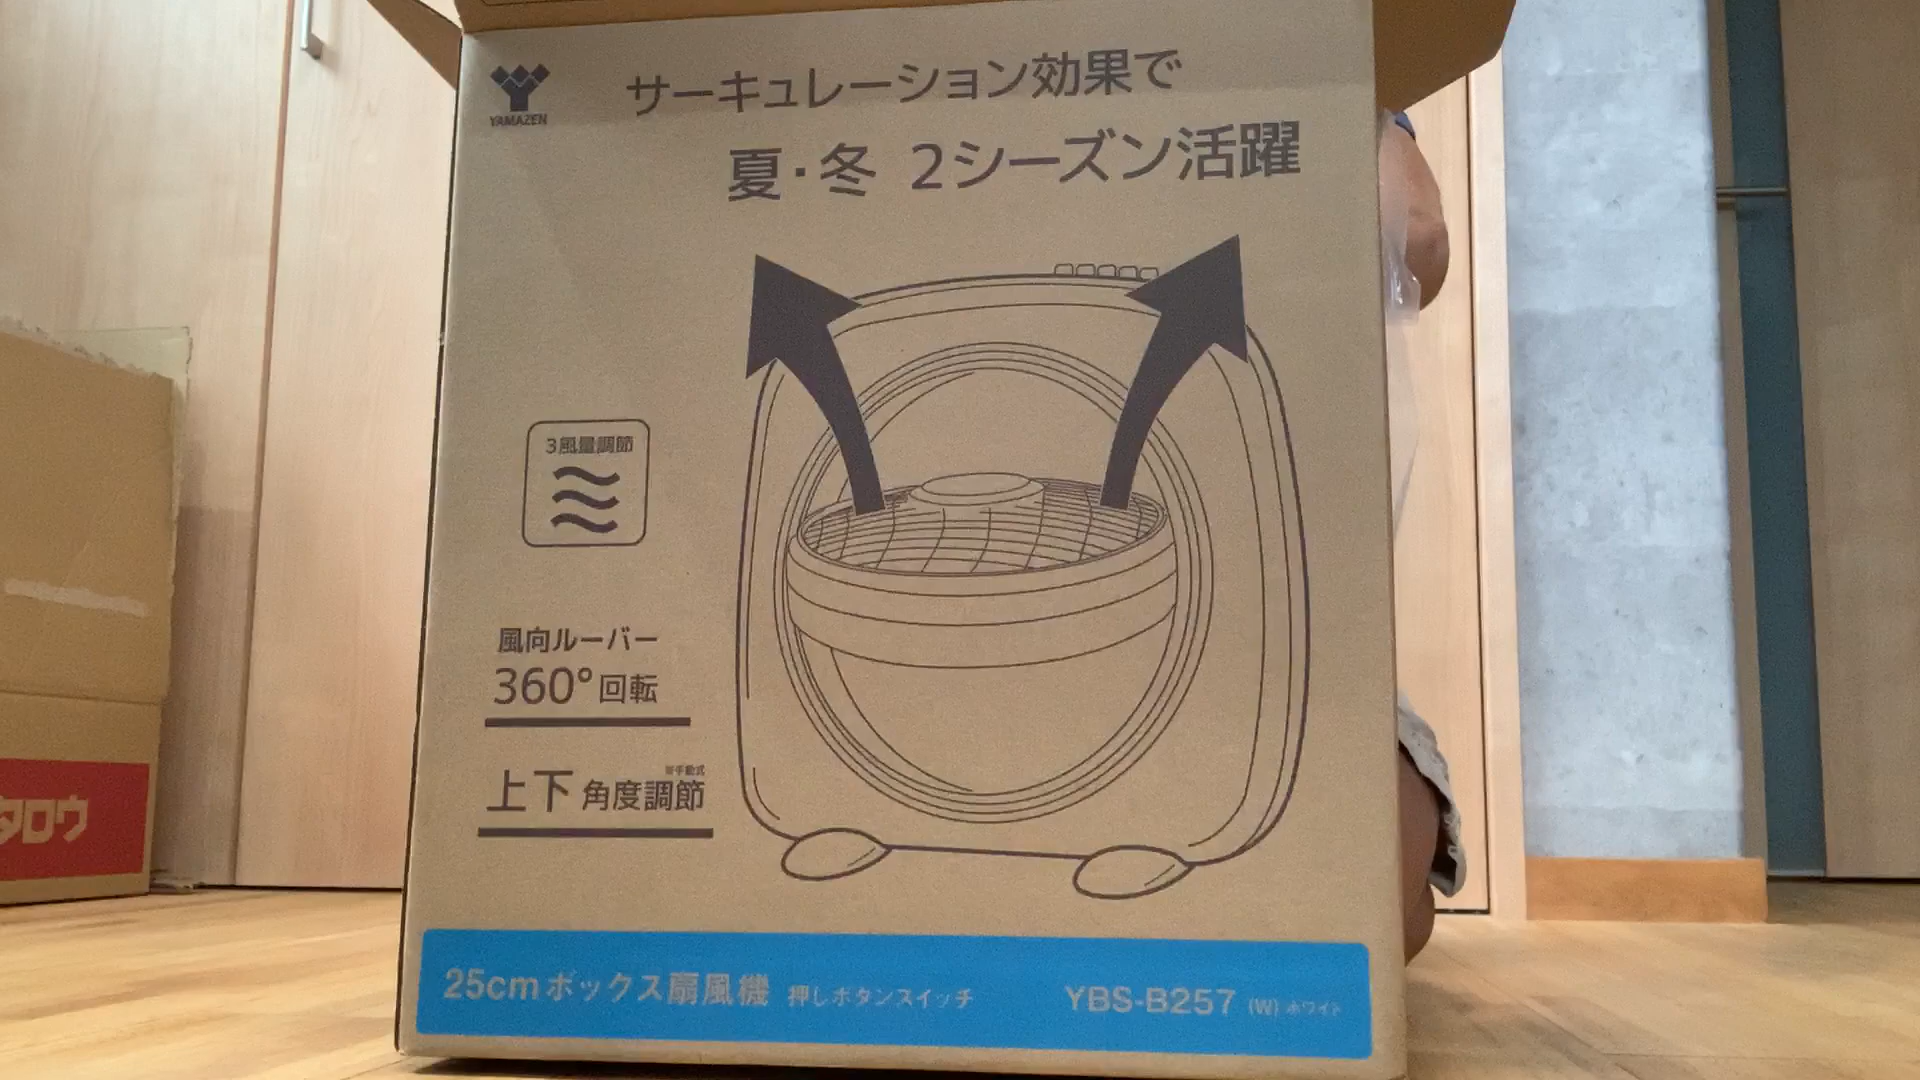 YAMAZEN
サーキュレーション効果で
夏・冬 2シーズン活躍
3風量調節
風向ルーバー
360°回転
※手動式
上下 角度調節
タロウ
25cmボックス扇風機 押しボタンスイッチ YBS-B257 (W) ホワイト